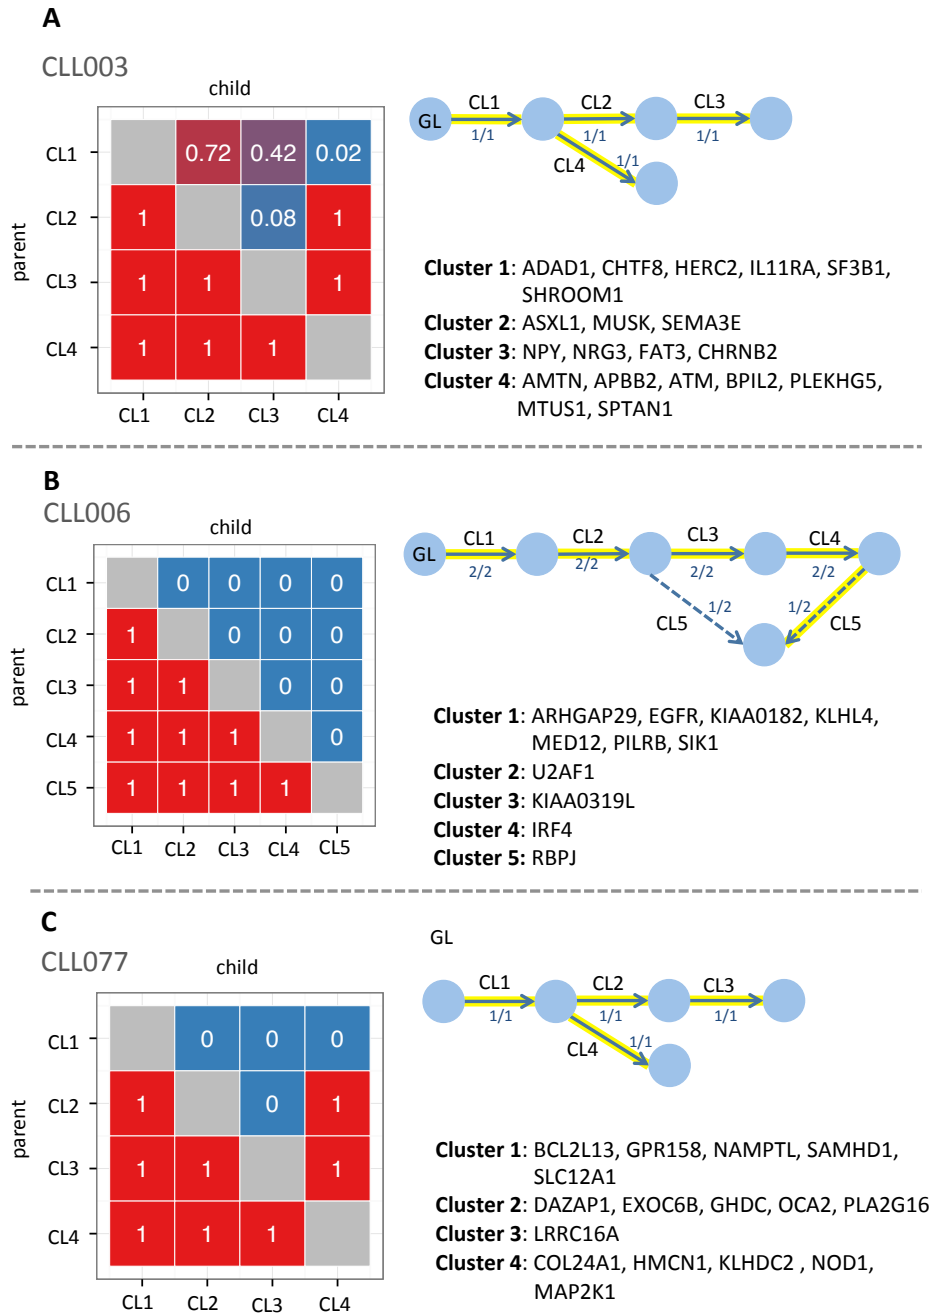 A
CLL003
child
parent
CL1 0.72 0.42 0.02
CL2 1 0.08 1
CL3 1 1 1
CL4 1 1 1
CL1 CL2 CL3 CL4
GL CL1 CL2 CL3
1/1 1/1 1/1
CL4 1/1
Cluster 1: ADAD1, CHTF8, HERC2, IL11RA, SF3B1,
SHROOM1
Cluster 2: ASXL1, MUSK, SEMA3E
Cluster 3: NPY, NRG3, FAT3, CHRNB2
Cluster 4: AMTN, APBB2, ATM, BPIL2, PLEKHG5,
MTUS1, SPTAN1
B
CLL006
child
parent
CL1 0 0 0 0
CL2 1 0 0 0
CL3 1 1 0 0
CL4 1 1 1 0
CL5 1 1 1 1
CL1 CL2 CL3 CL4 CL5
GL CL1 CL2 CL3 CL4
2/2 2/2 2/2 2/2
CL5 1/2 1/2 CL5
Cluster 1: ARHGAP29, EGFR, KIAA0182, KLHL4,
MED12, PILRB, SIK1
Cluster 2: U2AF1
Cluster 3: KIAA0319L
Cluster 4: IRF4
Cluster 5: RBPJ
C
CLL077
child
parent
CL1 0 0 0
CL2 1 0 1
CL3 1 1 1
CL4 1 1 1
CL1 CL2 CL3 CL4
GL
CL1 CL2 CL3
1/1 1/1 1/1
CL4 1/1
Cluster 1: BCL2L13, GPR158, NAMPTL, SAMHD1,
SLC12A1
Cluster 2: DAZAP1, EXOC6B, GHDC, OCA2, PLA2G16
Cluster 3: LRRC16A
Cluster 4: COL24A1, HMCN1, KLHDC2 , NOD1,
MAP2K1